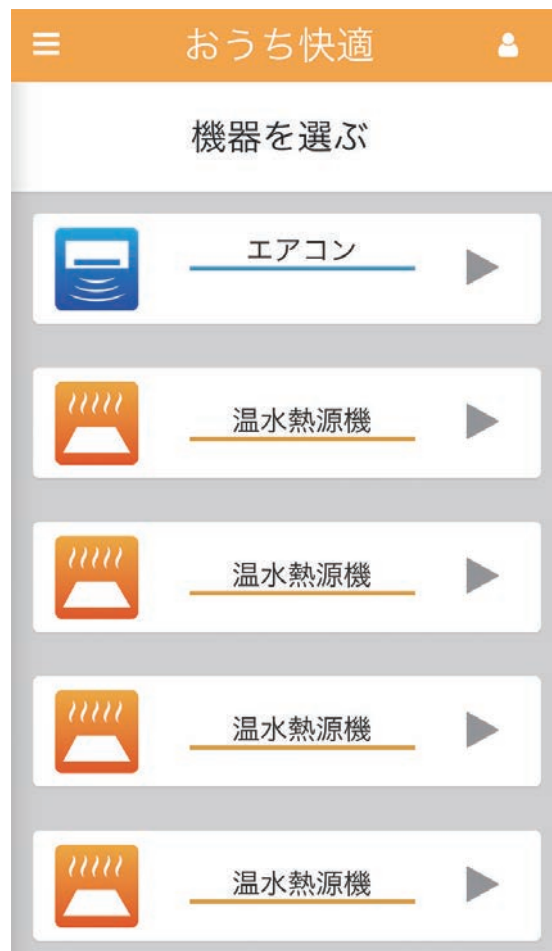 おうち快適
機器を選ぶ
エアコン
温水熱源機
温水熱源機
温水熱源機
温水熱源機